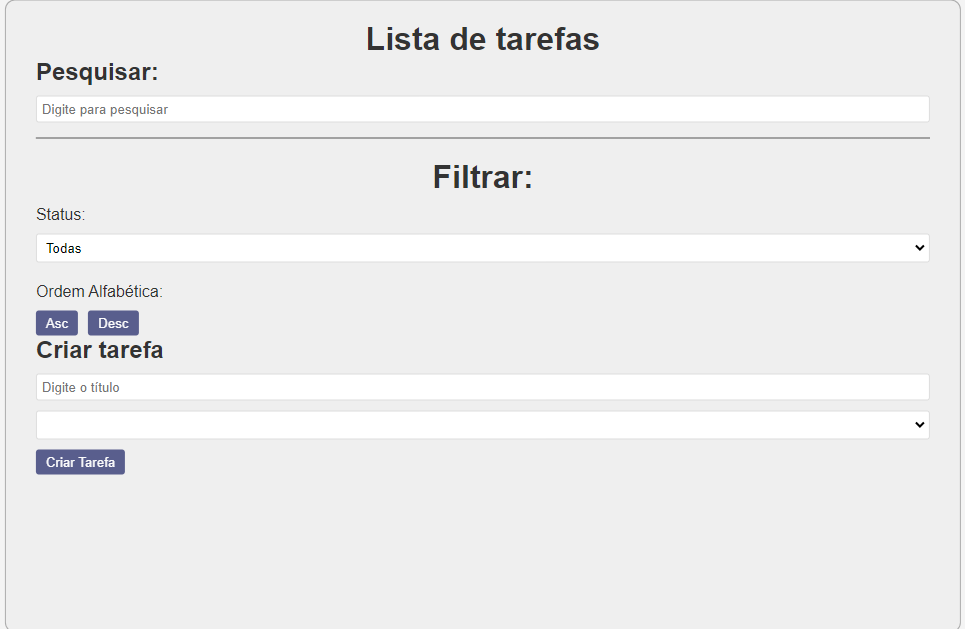 Lista de tarefas
Pesquisar:
Digite para pesquisar
Filtrar:
Status:
Todas
Ordem Alfabética:
Asc Desc
Criar tarefa
Digite o título
Criar Tarefa